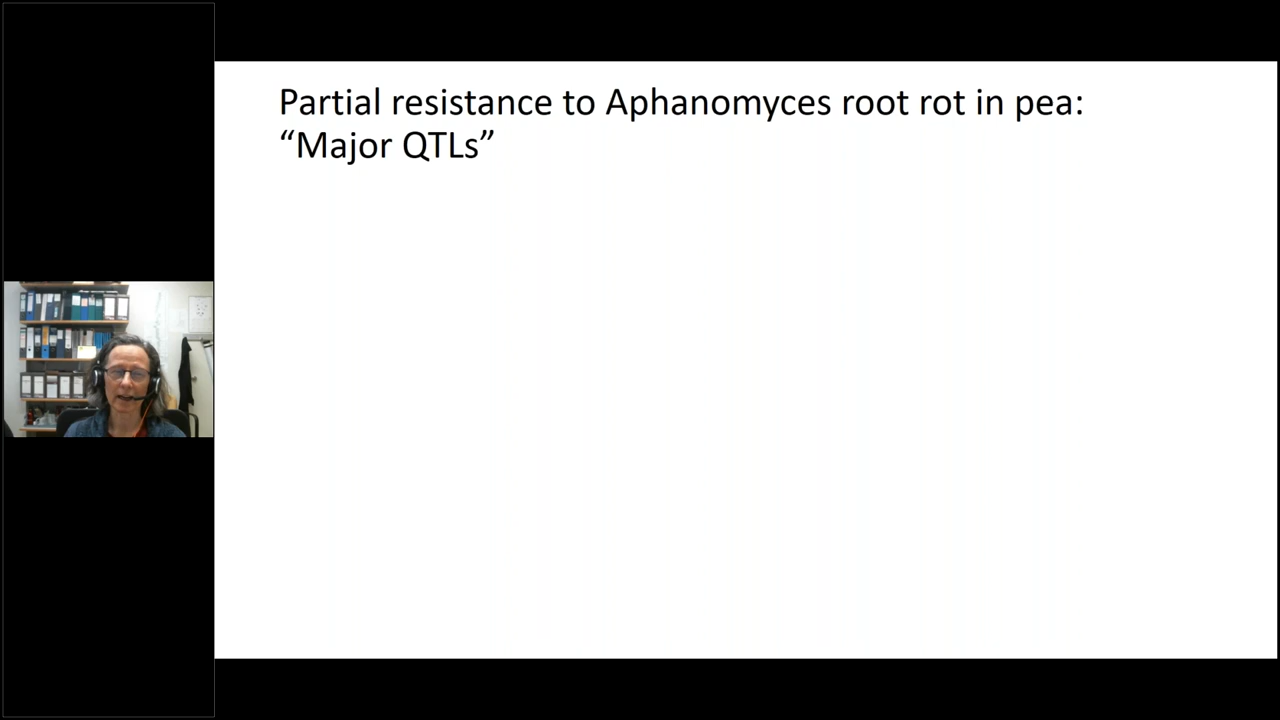 Partial resistance to Aphanomyces root rot in pea:
“Major QTLs”